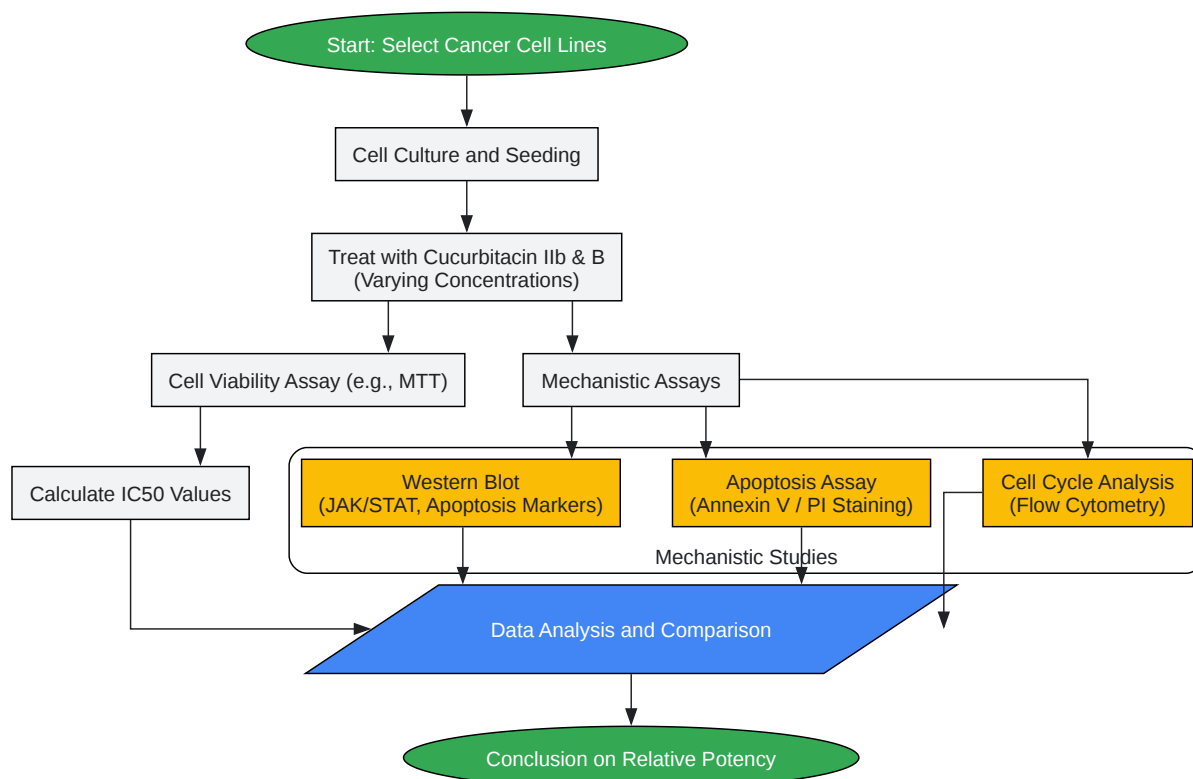 Start: Select Cancer Cell Lines
Cell Culture and Seeding
Treat with Cucurbitacin IIb & B
(Varying Concentrations)
Cell Viability Assay (e.g., MTT)
Mechanistic Assays
Calculate IC50 Values
Western Blot
(JAK/STAT, Apoptosis Markers)
Apoptosis Assay
(Annexin V / PI Staining)
Cell Cycle Analysis
(Flow Cytometry)
Mechanistic Studies
Data Analysis and Comparison
Conclusion on Relative Potency